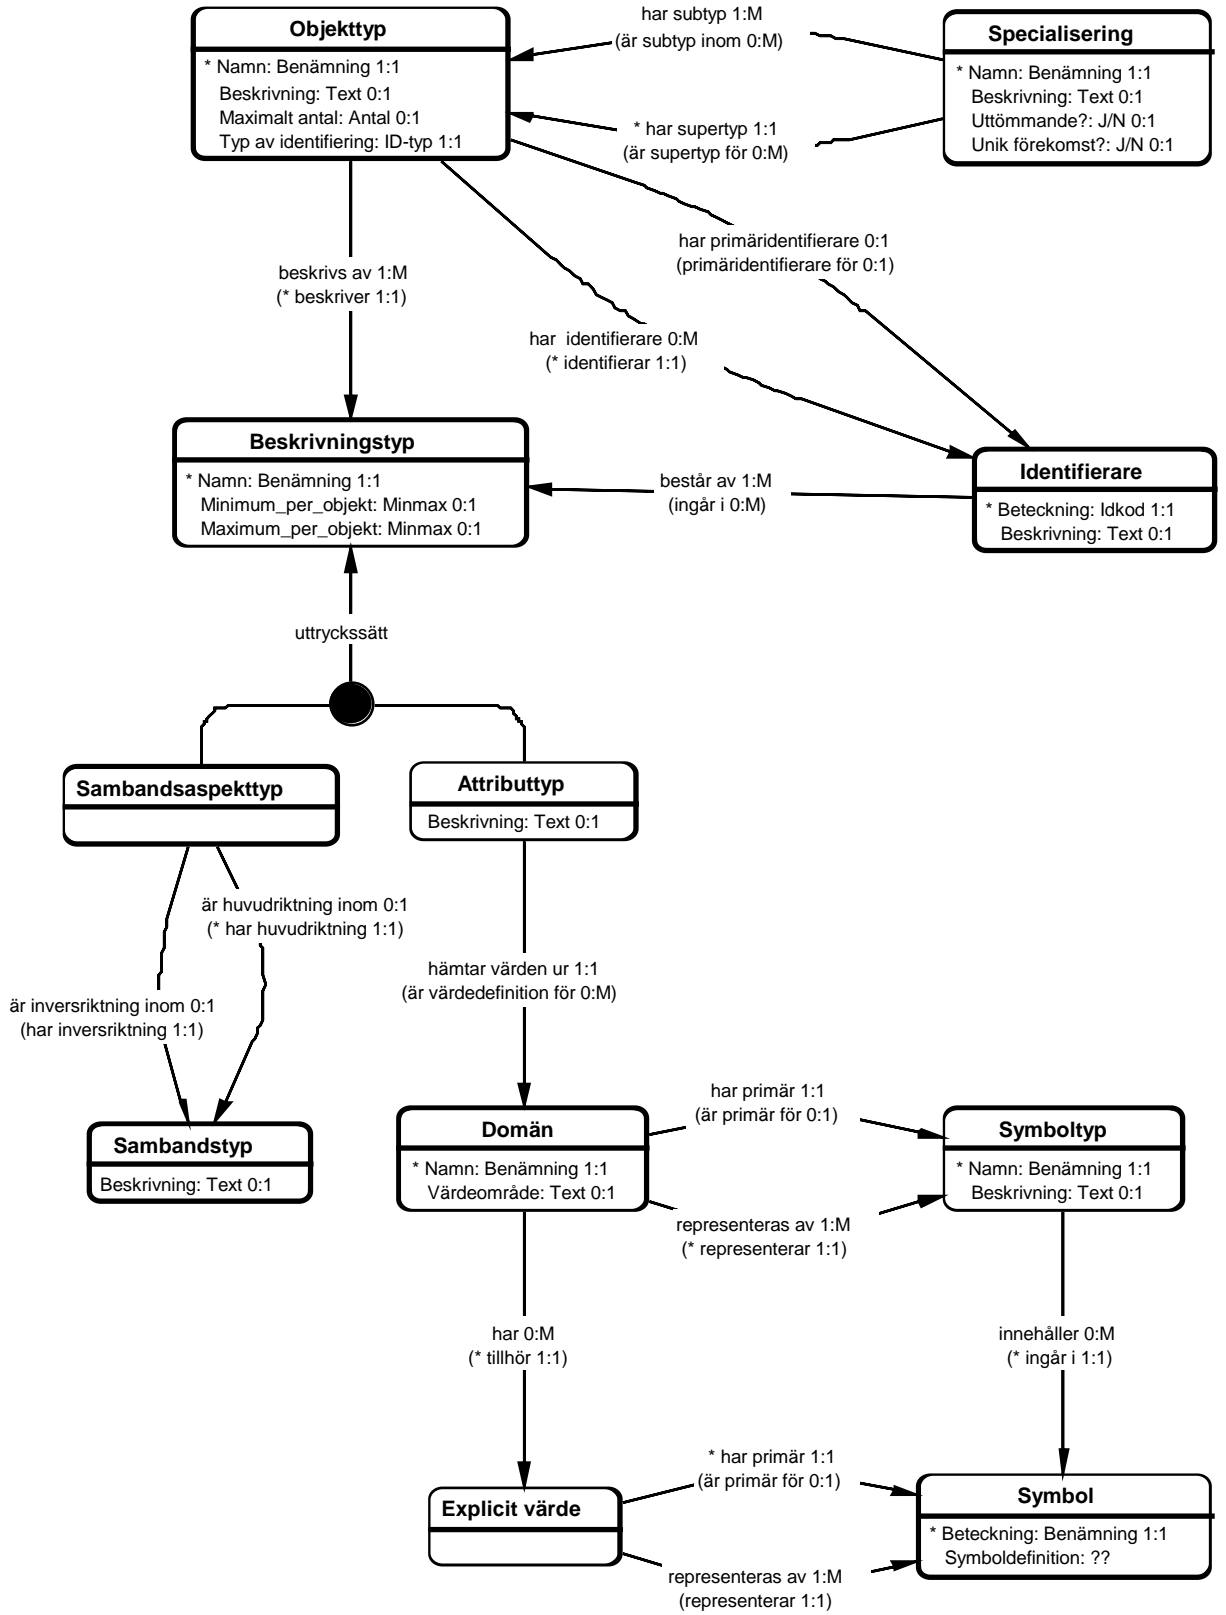 Objekttyp
* Namn: Benämning 1:1
Beskrivning: Text 0:1
Maximalt antal: Antal 0:1
Typ av identifiering: ID-typ 1:1
har subtyp 1:M
(är subtyp inom 0:M)
* har supertyp 1:1
(är supertyp för 0:M)
Specialisering
* Namn: Benämning 1:1
Beskrivning: Text 0:1
Uttömmande?: J/N 0:1
Unik förekomst?: J/N 0:1
beskrivs av 1:M
(* beskriver 1:1)
har primäridentifierare 0:1
(primäridentifierare för 0:1)
har  identifierare 0:M
(* identifierar 1:1)
Beskrivningstyp
* Namn: Benämning 1:1
Minimum_per_objekt: Minmax 0:1
Maximum_per_objekt: Minmax 0:1
består av 1:M
(ingår i 0:M)
Identifierare
* Beteckning: Idkod 1:1
Beskrivning: Text 0:1
uttryckssätt
Sambandsaspekttyp
Attributtyp
Beskrivning: Text 0:1
är huvudriktning inom 0:1
(* har huvudriktning 1:1)
är inversriktning inom 0:1
(har inversriktning 1:1)
hämtar värden ur 1:1
(är värdedefinition för 0:M)
Sambandstyp
Beskrivning: Text 0:1
Domän
* Namn: Benämning 1:1
Värdeområde: Text 0:1
har primär 1:1
(är primär för 0:1)
representeras av 1:M
(* representerar 1:1)
Symboltyp
* Namn: Benämning 1:1
Beskrivning: Text 0:1
har 0:M
(* tillhör 1:1)
innehåller 0:M
(* ingår i 1:1)
Explicit värde
* har primär 1:1
(är primär för 0:1)
representeras av 1:M
(representerar 1:1)
Symbol
* Beteckning: Benämning 1:1
Symboldefinition: ??